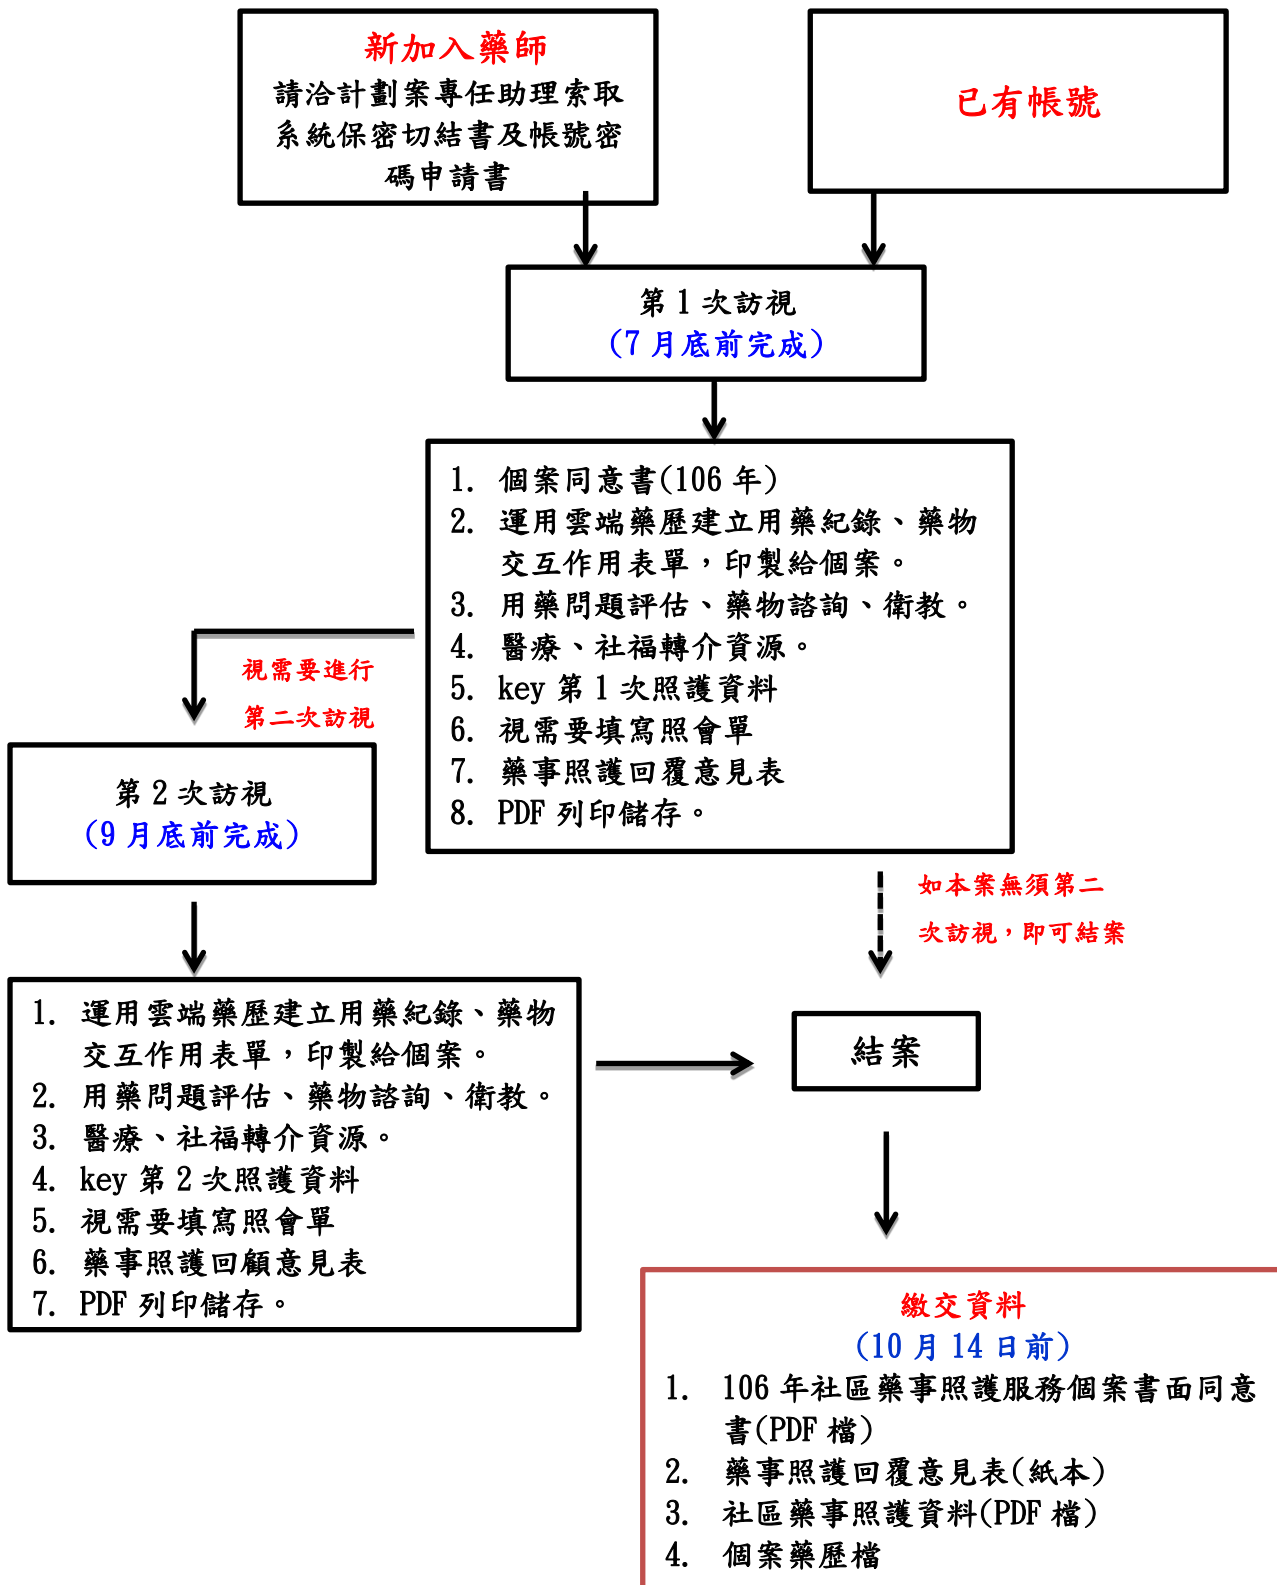 新加入藥師
請洽計劃案專任助理索取
系統保密切結書及帳號密
碼申請書
已有帳號
第 1 次訪視
(7 月底前完成)
1. 個案同意書(106 年)
2. 運用雲端藥歷建立用藥紀錄、藥物
交互作用表單，印製給個案。
3. 用藥問題評估、藥物諮詢、衛教。
4. 醫療、社福轉介資源。
5. key 第 1 次照護資料
6. 視需要填寫照會單
7. 藥事照護回覆意見表
8. PDF 列印儲存。
視需要進行
第二次訪視
第 2 次訪視
(9 月底前完成)
如本案無須第二
次訪視，即可結案
1. 運用雲端藥歷建立用藥紀錄、藥物
交互作用表單，印製給個案。
2. 用藥問題評估、藥物諮詢、衛教。
3. 醫療、社福轉介資源。
4. key 第 2 次照護資料
5. 視需要填寫照會單
6. 藥事照護回顧意見表
7. PDF 列印儲存。
結案
繳交資料
(10 月 14 日前)
1. 106 年社區藥事照護服務個案書面同意
書(PDF 檔)
2. 藥事照護回覆意見表(紙本)
3. 社區藥事照護資料(PDF 檔)
4. 個案藥歷檔